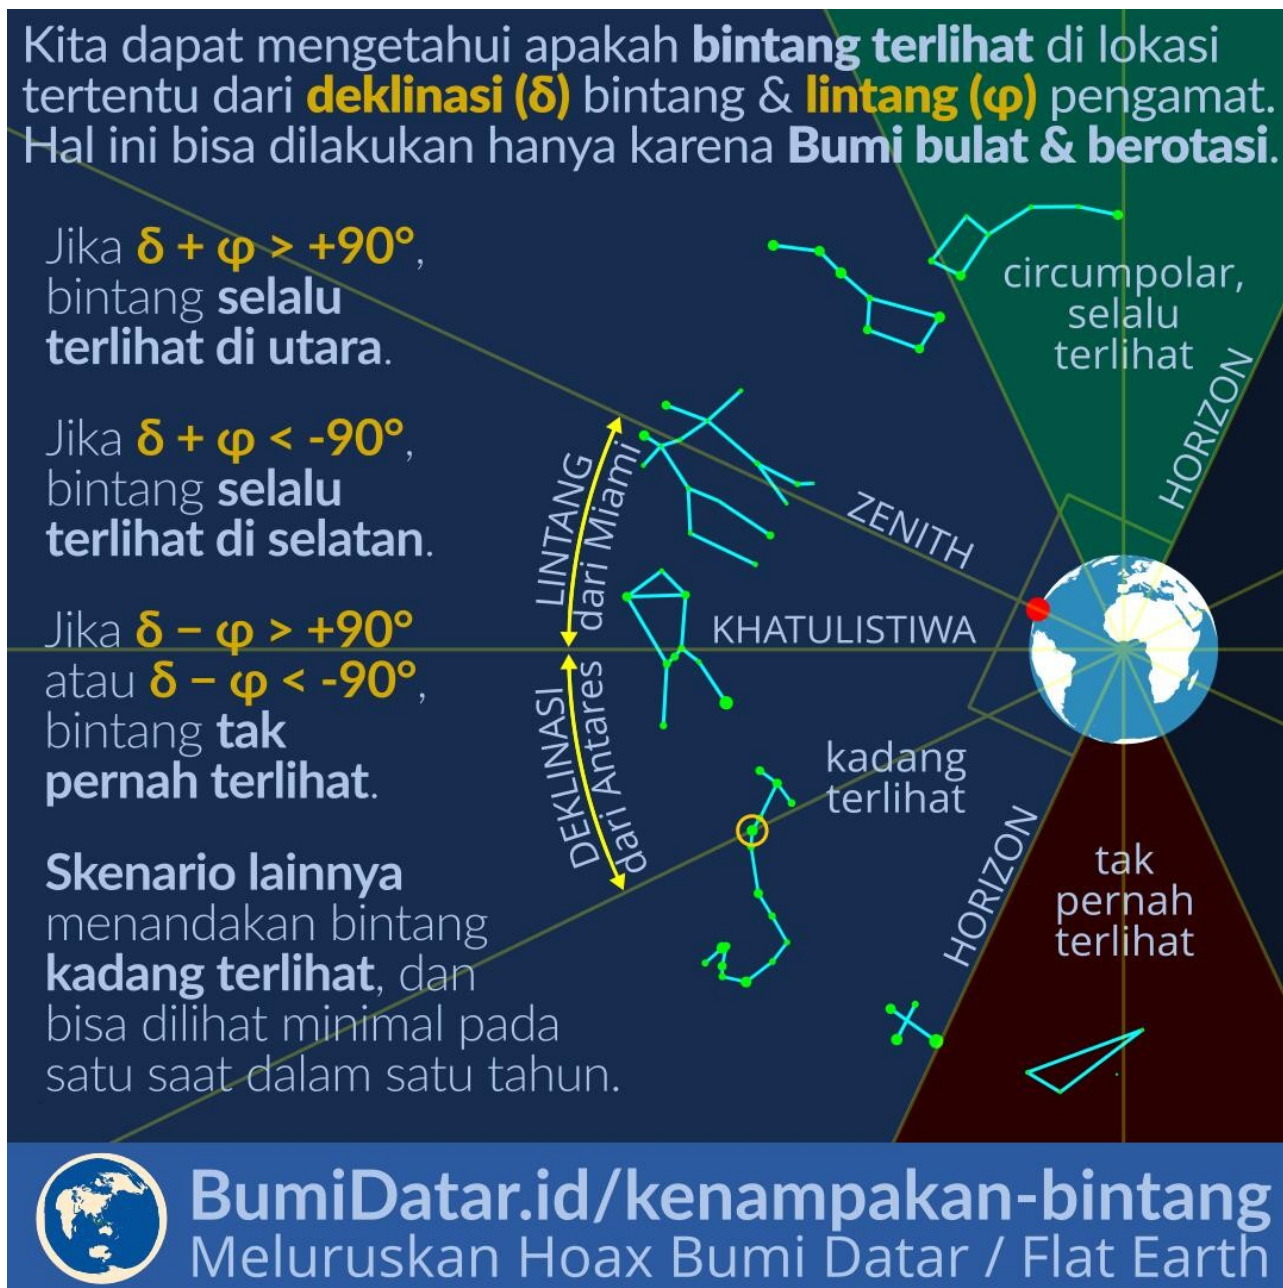 Kita dapat mengetahui apakah bintang terlihat di lokasi
tertentu dari deklinasi (δ) bintang & lintang (φ) pengamat.
Hal ini bisa dilakukan hanya karena Bumi bulat & berotasi.
Jika δ + φ > +90°,
bintang selalu
terlihat di utara.
Jika δ + φ < -90°,
bintang selalu
terlihat di selatan.
Jika δ – φ > +90°
atau δ – φ < -90°,
bintang tak
pernah terlihat.
Skenario lainnya
menandakan bintang
kadang terlihat, dan
bisa dilihat minimal pada
satu saat dalam satu tahun.
circumpolar,
selalu
terlihat
HORIZON
ZENITH
LINTANG
dari Miami
KHATULISTIWA
DEKLINASI
dari Antares
kadang
terlihat
HORIZON
tak
pernah
terlihat
BumiDatar.id/kenampakan-bintang
Meluruskan Hoax Bumi Datar / Flat Earth